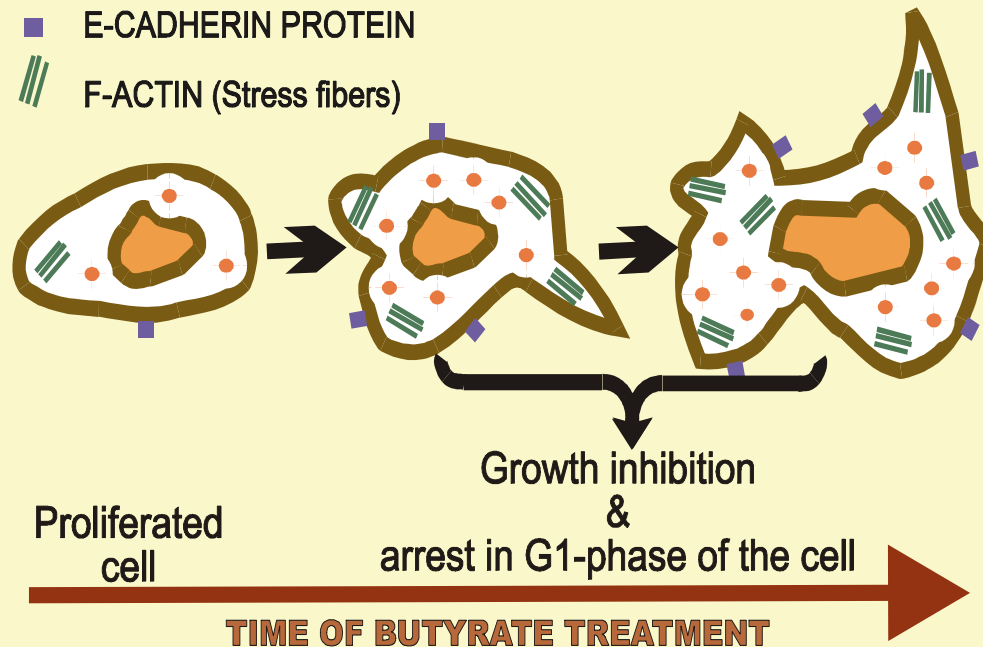 E-CADHERIN PROTEIN
F-ACTIN (Stress fibers)
Growth inhibition
&
arrest in G1-phase of the cell
Proliferated
cell
TIME OF BUTYRATE TREATMENT